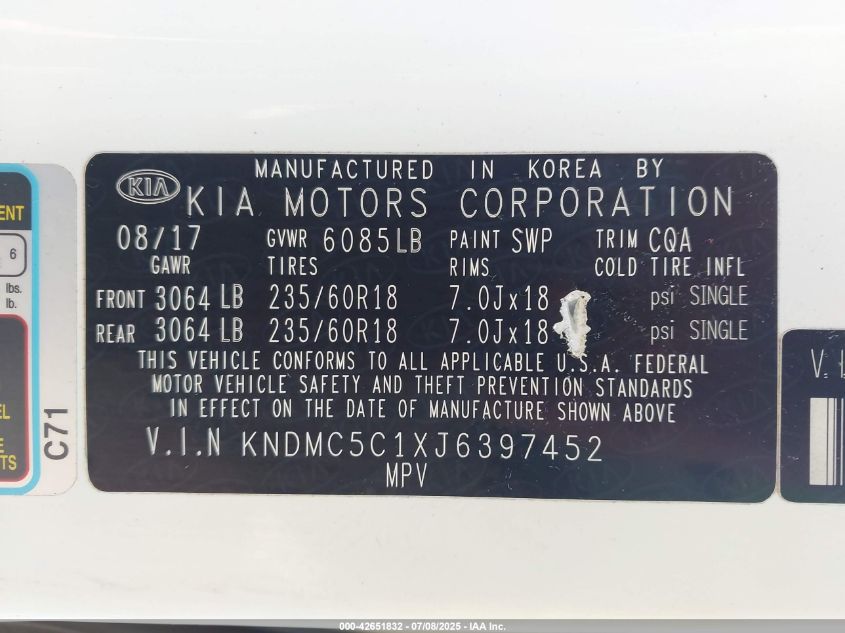 MANUFACTURED IN KOREA BY
KIA KIA MOTORS CORPORATION
08/17 GVWR 6085LB PAINT SWP TRIM CQA
GAWR TIRES RIMS COLD TIRE INFL
FRONT 3064 LB 235/60R18 7.0Jx18 psi SINGLE
REAR 3064 LB 235/60R18 7.0Jx18 psi SINGLE
THIS VEHICLE CONFORMS TO ALL APPLICABLE U.S.A. FEDERAL
MOTOR VEHICLE SAFETY AND THEFT PREVENTION STANDARDS
IN EFFECT ON THE DATE OF MANUFACTURE SHOWN ABOVE
V.I.N KNDMC5C1XJ6397452
MPV
C71
6
lbs.
lb.
000-42651832 - 07/08/2025 - IAA Inc.